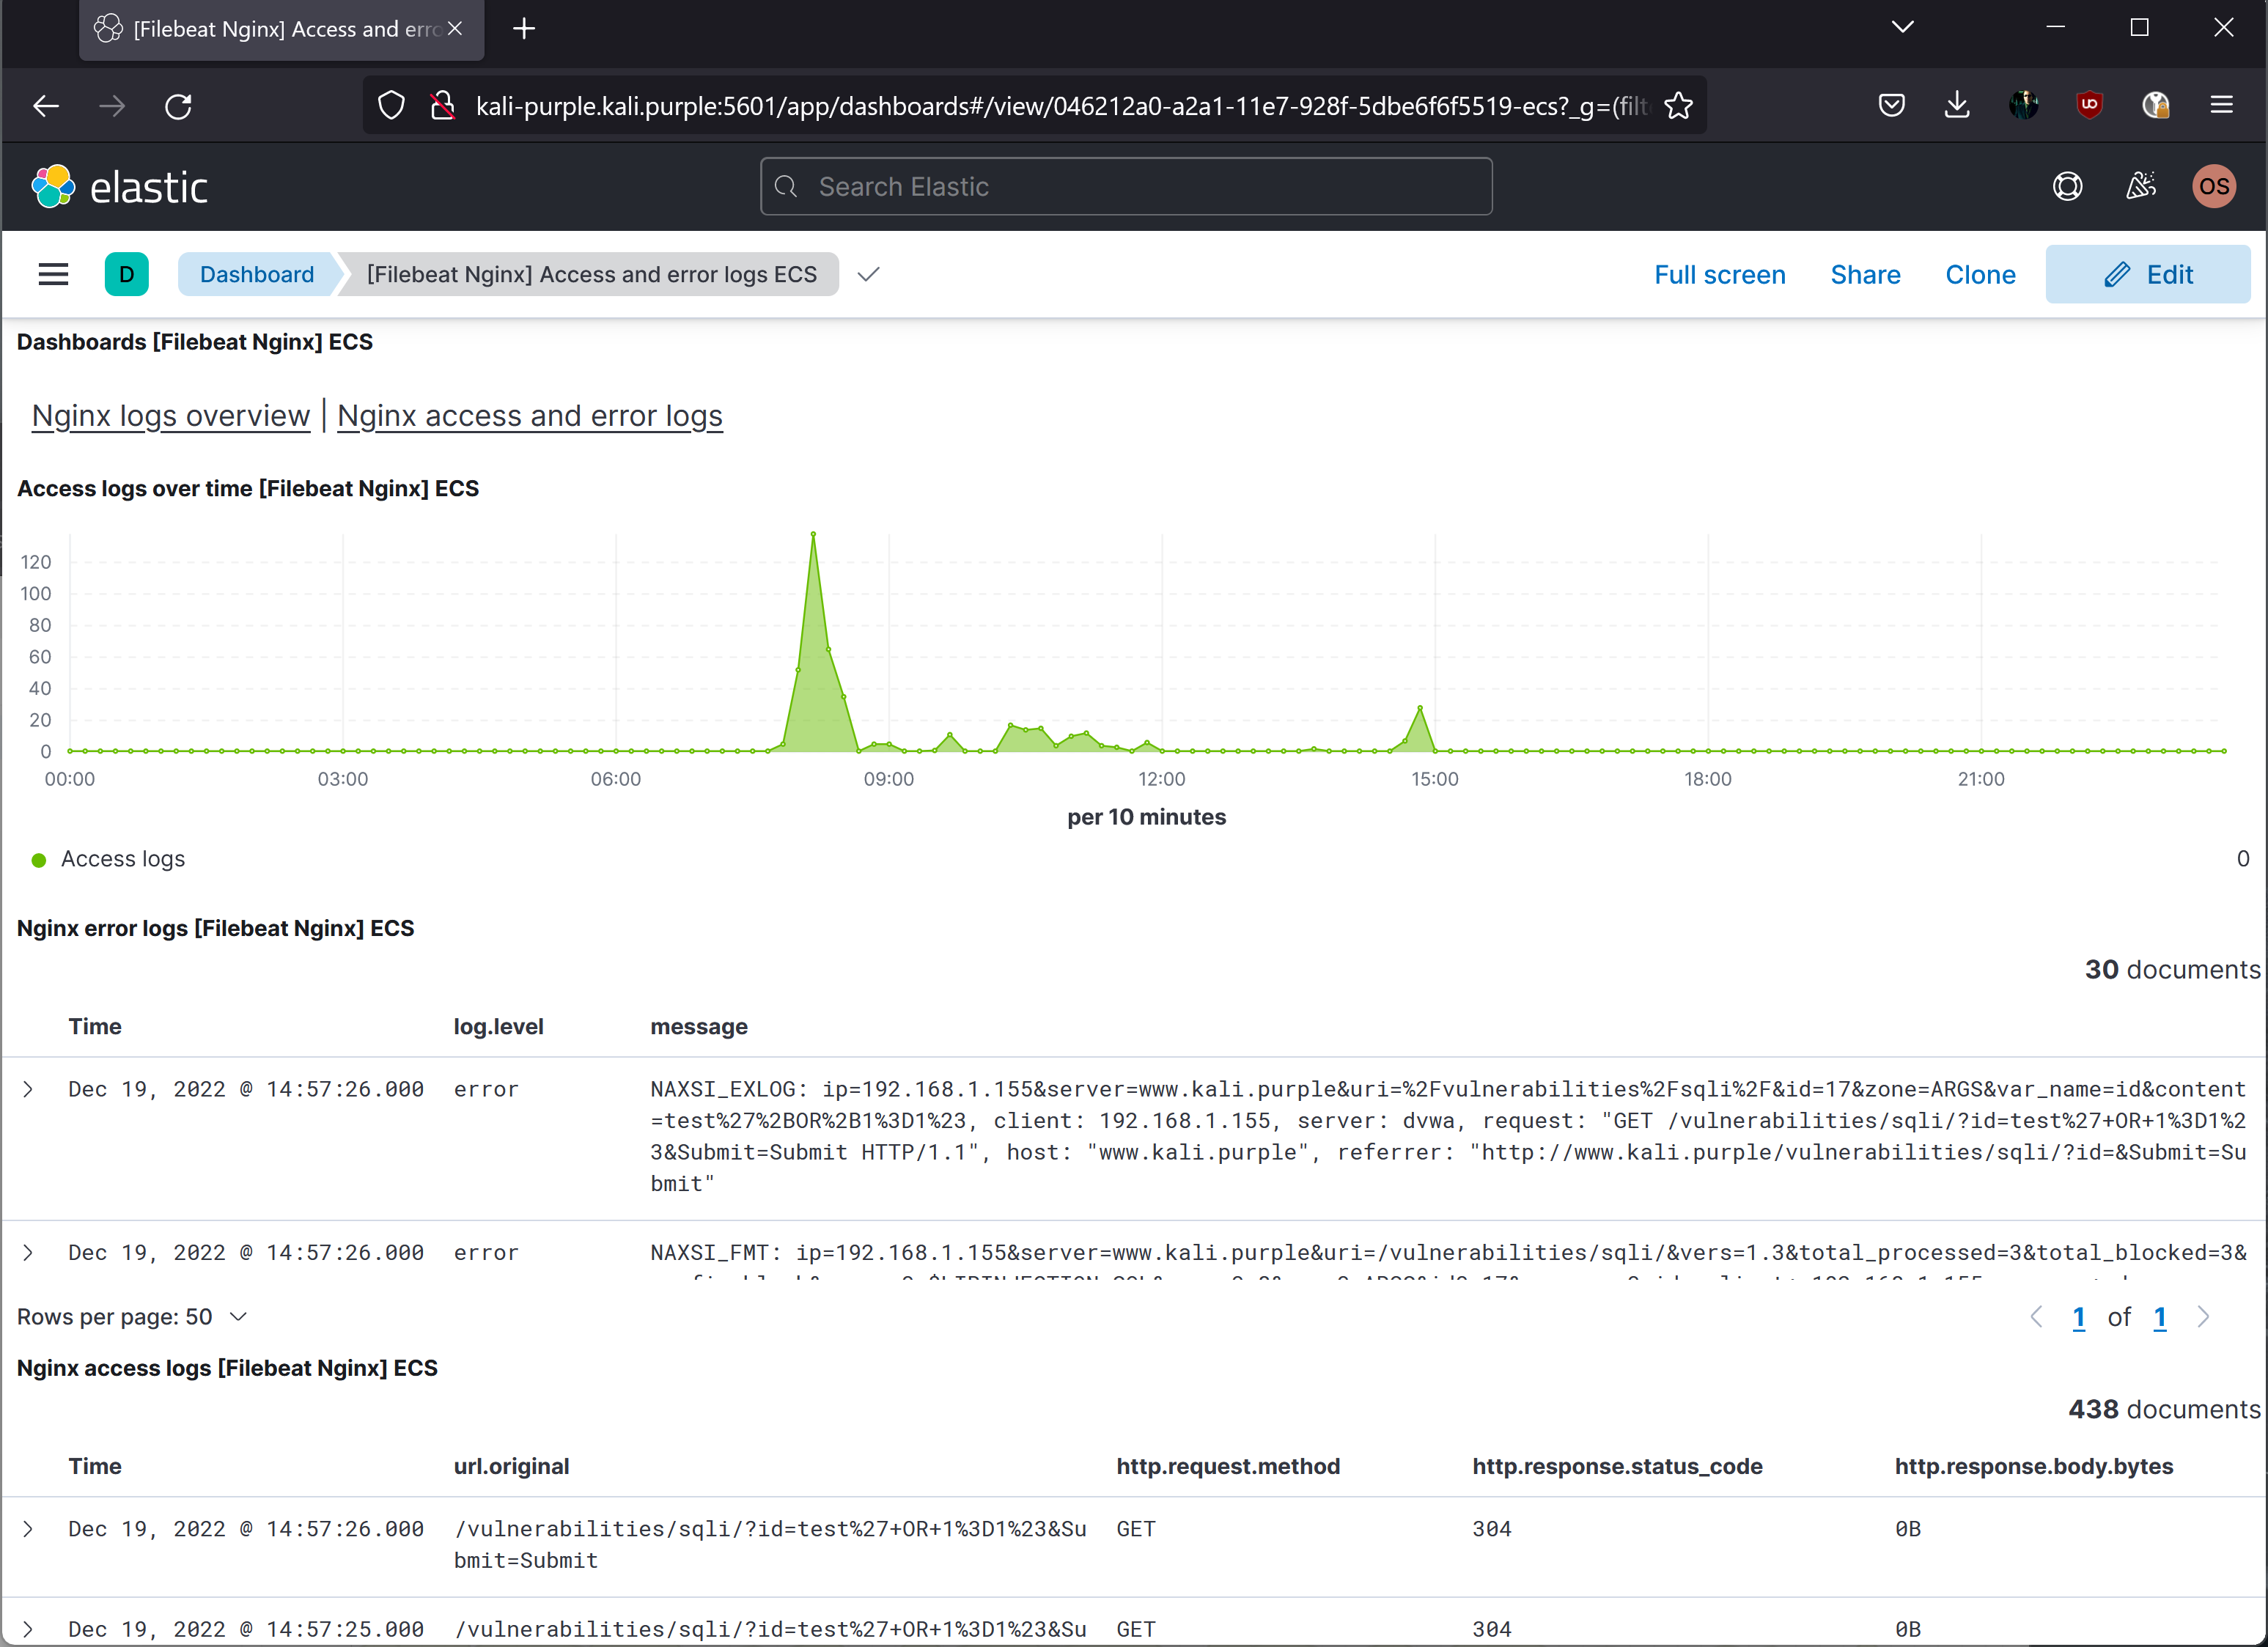 [Filebeat Nginx] Access and erro
kali-purple.kali.purple:5601/app/dashboards#/view/046212a0-a2a1-11e7-928f-5dbe6f6f5519-ecs?_g=(filt
elastic
Search Elastic
OS
D
Dashboard
[Filebeat Nginx] Access and error logs ECS
Full screen
Share
Clone
Edit
Dashboards [Filebeat Nginx] ECS
Nginx logs overview | Nginx access and error logs
Access logs over time [Filebeat Nginx] ECS
120
100
80
60
40
20
0
00:00 03:00 06:00 09:00 12:00 15:00 18:00 21:00
per 10 minutes
Access logs 0
Nginx error logs [Filebeat Nginx] ECS
30 documents
Time log.level message
Dec 19, 2022 @ 14:57:26.000 error NAXSI_EXLOG: ip=192.168.1.155&server=www.kali.purple&uri=%2Fvulnerabilities%2Fsqli%2F&id=17&zone=ARGS&var_name=id&content
=test%27%2BOR%2B1%3D1%23, client: 192.168.1.155, server: dvwa, request: "GET /vulnerabilities/sqli/?id=test%27+OR+1%3D1%2
3&Submit=Submit HTTP/1.1", host: "www.kali.purple", referrer: "http://www.kali.purple/vulnerabilities/sqli/?id=&Submit=Su
bmit"
Dec 19, 2022 @ 14:57:26.000 error NAXSI_FMT: ip=192.168.1.155&server=www.kali.purple&uri=/vulnerabilities/sqli/&vers=1.3&total_processed=3&total_blocked=3&
Rows per page: 50
1 of 1
Nginx access logs [Filebeat Nginx] ECS
438 documents
Time url.original http.request.method http.response.status_code http.response.body.bytes
Dec 19, 2022 @ 14:57:26.000 /vulnerabilities/sqli/?id=test%27+OR+1%3D1%23&Su GET 304 0B
bmit=Submit
Dec 19, 2022 @ 14:57:25.000 /vulnerabilities/sqli/?id=test%27+OR+1%3D1%23&Su GET 304 0B